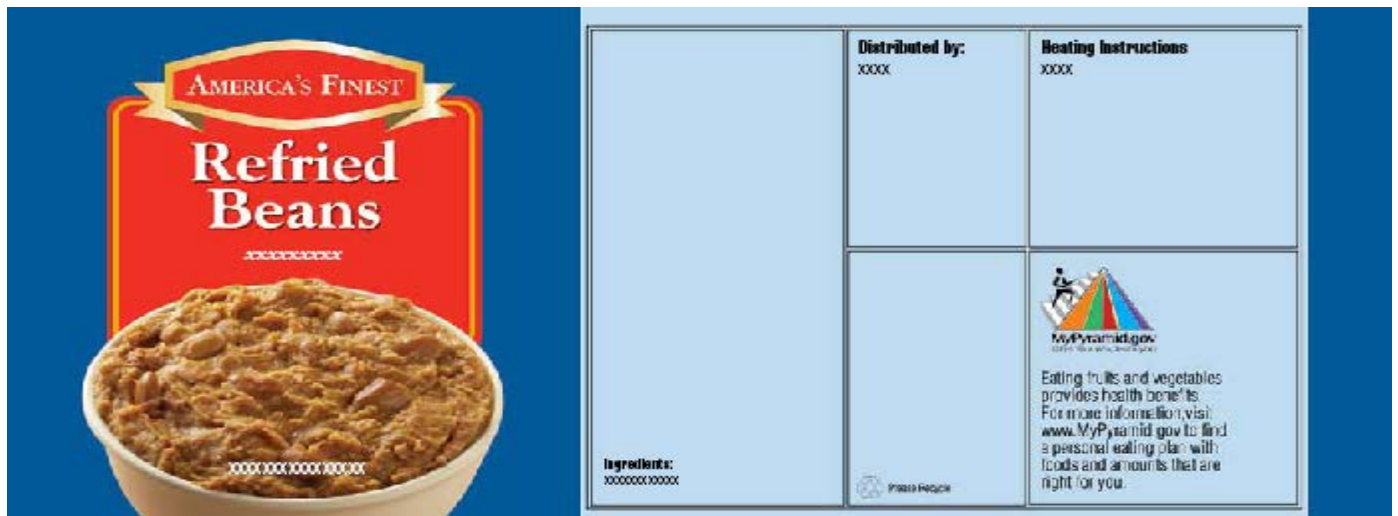 AMERICA'S FINEST
Refried
Beans
xxxxxxxxx
XXXX XXX XXXX XXX,XX
Ingredients:
XXXXXXXXXXXX
Distributed by:
XXXX
Please Recycle
Heating Instructions
XXXX
MyPyramid.gov
Eating fruits and vegetables
provides health benefits.
For more information, visit
www.MyPyramid.gov to find
a personal eating plan with
foods and amounts that are
right for you.